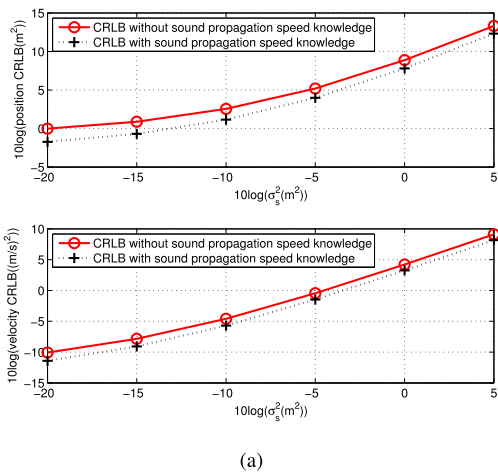 15
10
5
0
−5
10log(position CRLB(m²))
CRLB without sound propagation speed knowledge
CRLB with sound propagation speed knowledge
−20 −15 −10 −5 0 5
10log(σₛ²(m²))
10
5
0
−5
−10
−15
10log(velocity CRLB((m/s)²))
CRLB without sound propagation speed knowledge
CRLB with sound propagation speed knowledge
−20 −15 −10 −5 0 5
10log(σₛ²(m²))
(a)